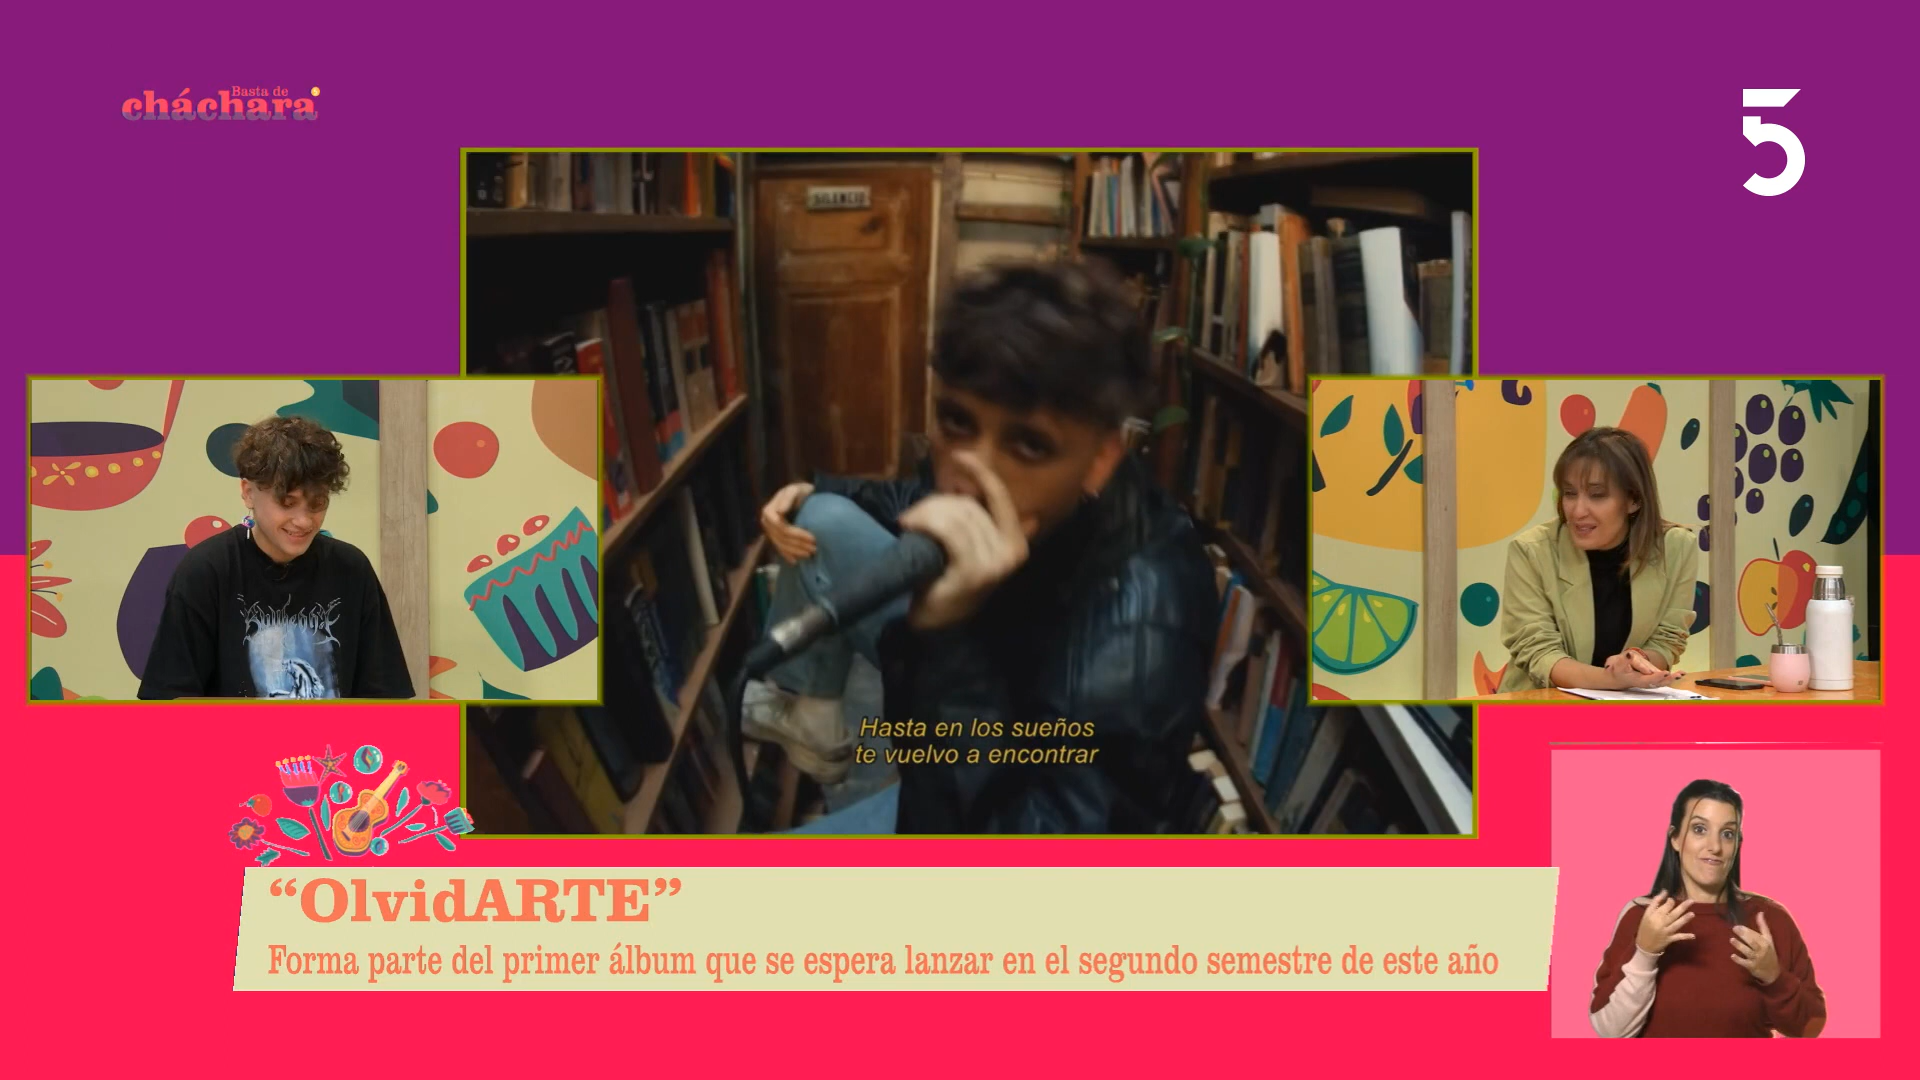 Basta de
cháchara
5
SILENCIO
Hasta en los sueños
te vuelvo a encontrar
“OlvidARTE”
Forma parte del primer álbum que se espera lanzar en el segundo semestre de este año